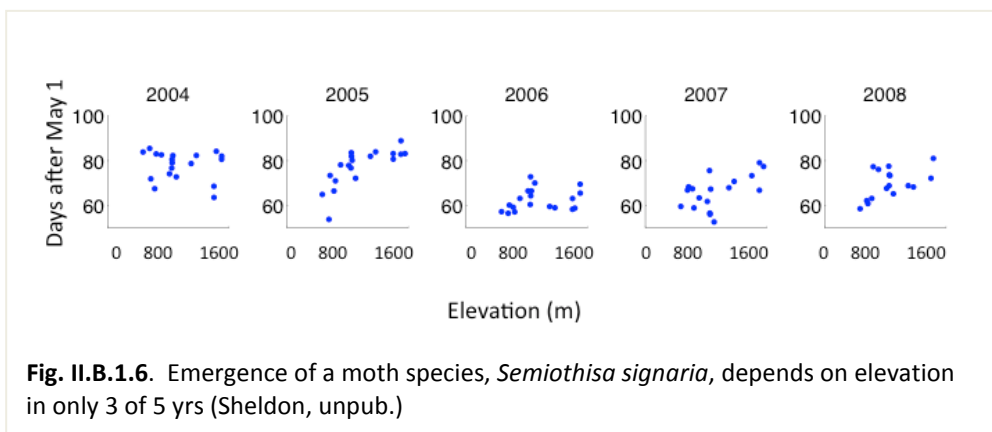 2004 2005 2006 2007 2008
100 100 100 100 100
80 80 80 80 80
60 60 60 60 60
Days after May 1
0 800 1600 0 800 1600 0 800 1600 0 800 1600 0 800 1600
Elevation (m)
Fig. II.B.1.6. Emergence of a moth species, Semiothisa signaria, depends on elevation
in only 3 of 5 yrs (Sheldon, unpub.)